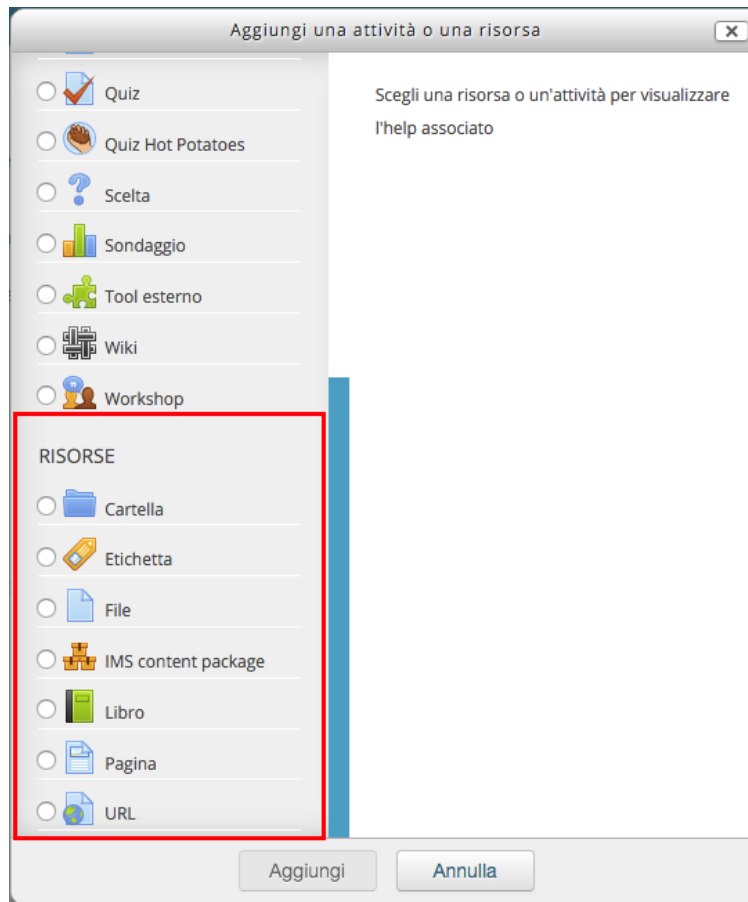 Aggiungi una attività o una risorsa
Quiz
Quiz Hot Potatoes
Scelta
Sondaggio
Tool esterno
Wiki
Workshop
RISORSE
Cartella
Etichetta
File
IMS content package
Libro
Pagina
URL
Scegli una risorsa o un'attività per visualizzare
l'help associato
Aggiungi
Annulla